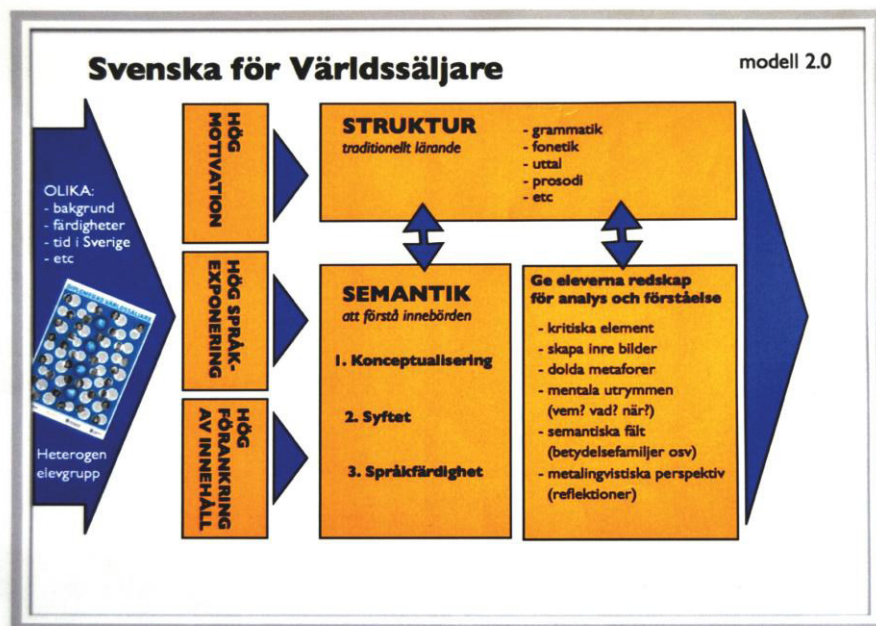 Svenska för Världssäljare
modell 2.0
OLIKA:
- bakgrund
- färdigheter
- tid i Sverige
- etc
Heterogen
elevgrupp
HÖG
MOTIVATION
HÖG SPRÅK-
EXPONERING
HÖG
FÖRANKRING
AV INNEHÅLL
STRUKTUR
traditionellt lärande
- grammatik
- fonetik
- uttal
- prosodi
- etc
SEMANTIK
att förstå innebörden
1. Konceptualisering
2. Syftet
3. Språkfärdighet
Ge eleverna redskap
för analys och förståelse
- kritiska element
- skapa inre bilder
- dolda metaforer
- mentala utrymmen
(vem? vad? när?)
- semantiska fält
(betydelsefamiljer osv)
- metalingvistiska perspektiv
(reflektioner)